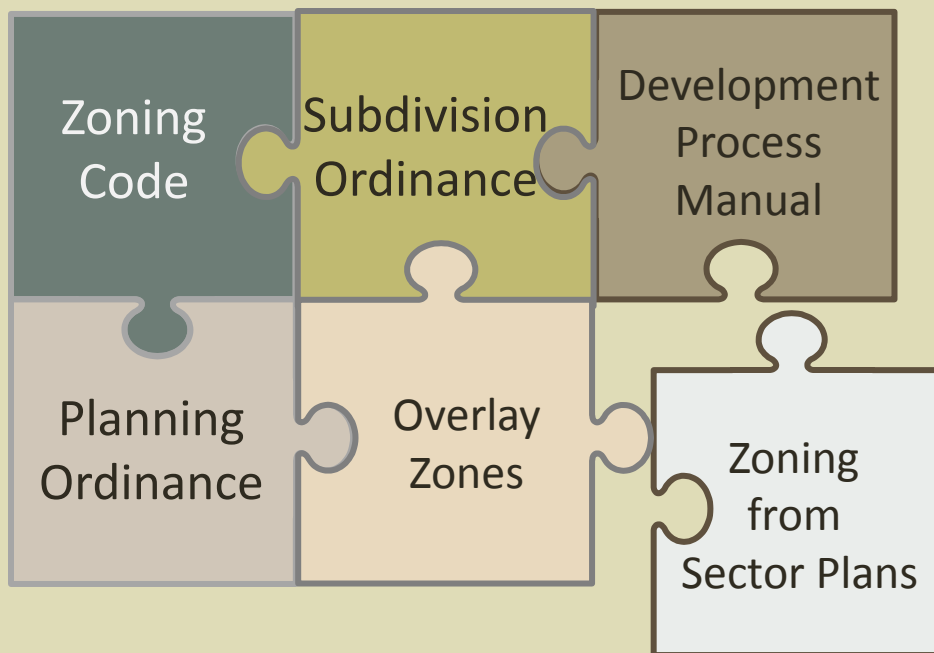 Zoning
Code
Subdivision
Ordinance
Development
Process
Manual
Planning
Ordinance
Overlay
Zones
Zoning
from
Sector Plans